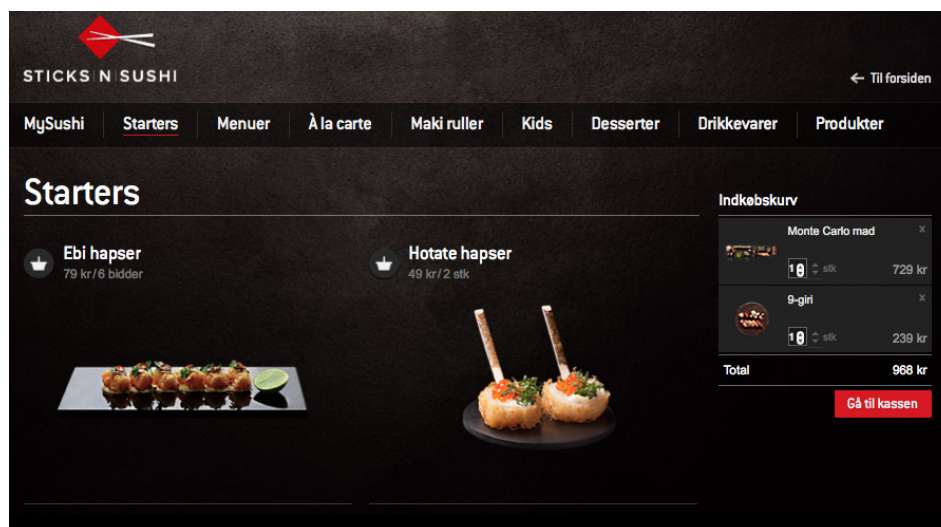 STICKS N SUSHI
← Til forsiden
MySushi Starters Menuer À la carte Maki ruller Kids Desserter Drikkevarer Produkter
Starters
Ebi hapser
79 kr/6 bidder
Hotate hapser
49 kr/2 stk
Indkøbskurv
Monte Carlo mad x
1 stk 729 kr
9-giri x
1 stk 239 kr
Total 968 kr
Gå til kassen